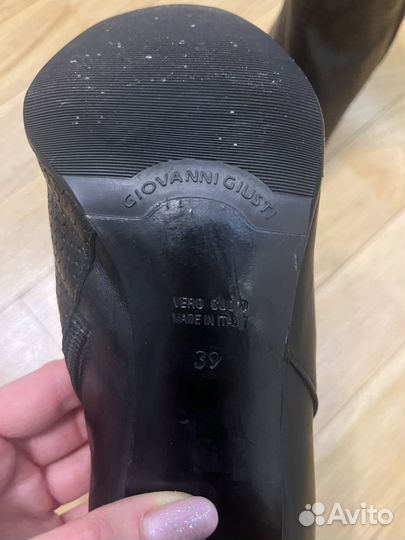 GIOVANNI GIUSTI
VERO CUOIO
MADE IN ITALY
39
Avito